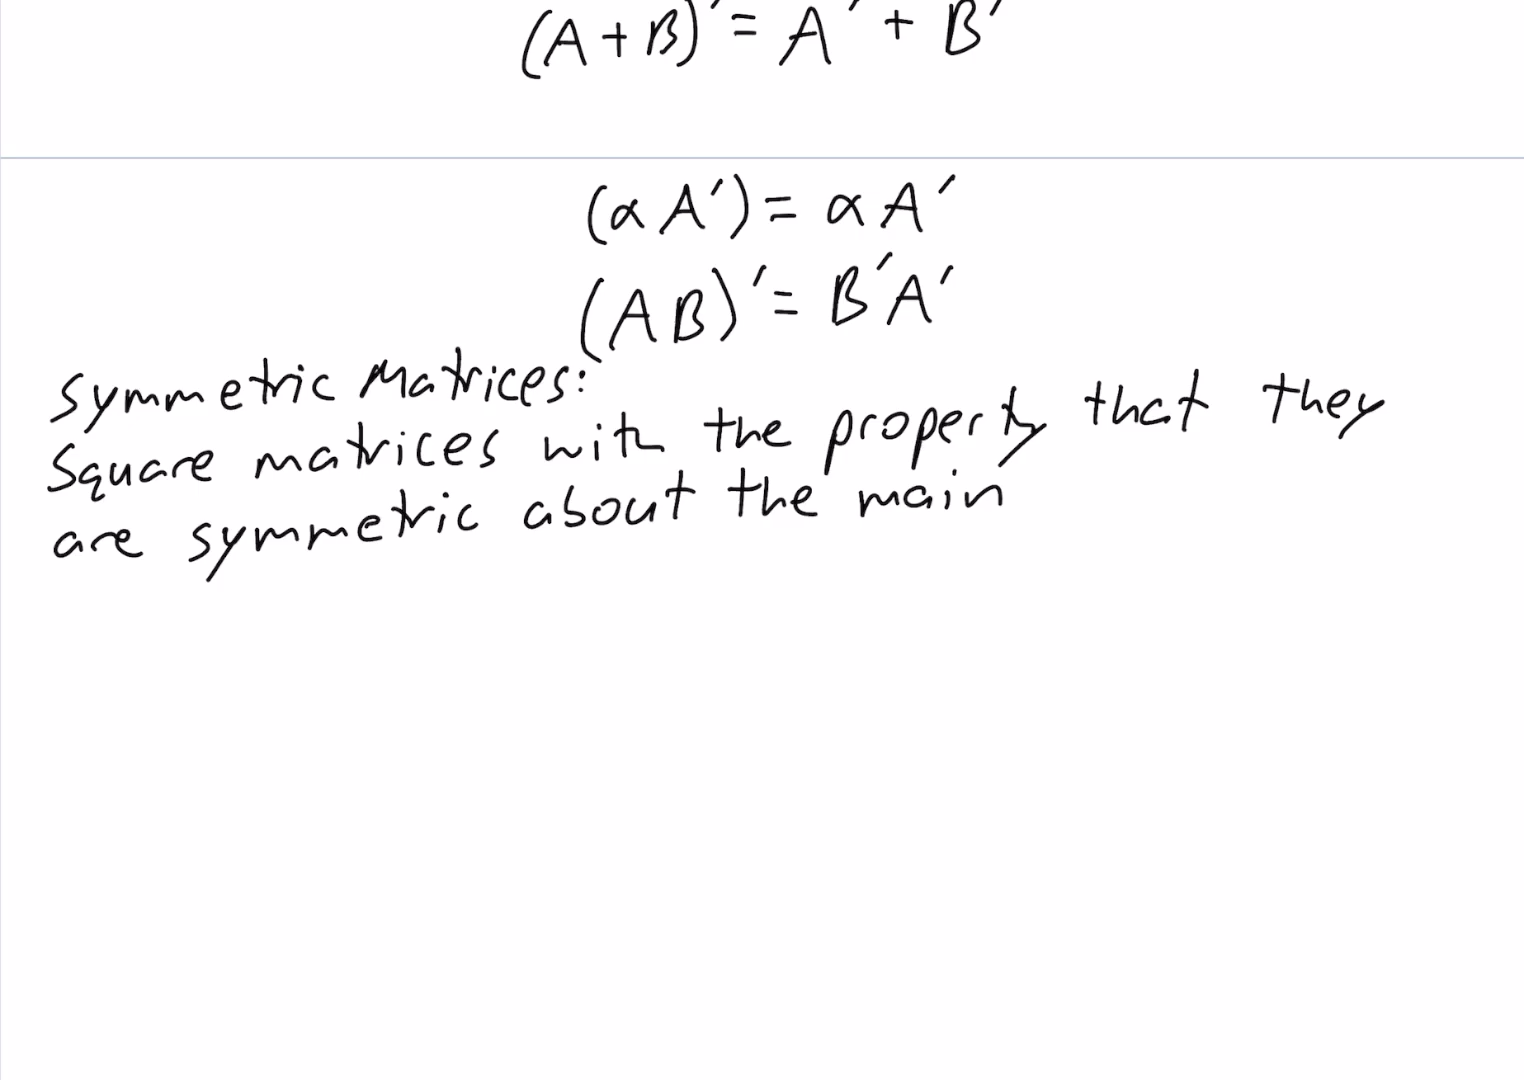 (A + B)′ = A′ + B′
(α A′) = α A′
(AB)′ = B′A′
Symmetric Matrices:
Square matrices with the property that they
are symmetric about the main